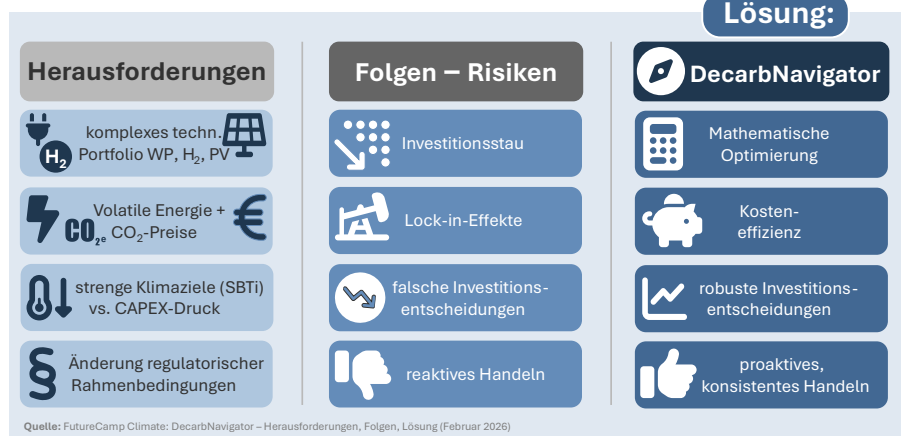 Lösung:
Herausforderungen
komplexes techn.
H₂
Portfolio WP, H₂, PV
Volatile Energie +
CO₂ₑ
CO₂-Preise
€
strenge Klimaziele (SBTi)
vs. CAPEX-Druck
§
Änderung regulatorischer
Rahmenbedingungen
Folgen – Risiken
Investitionsstau
Lock-in-Effekte
falsche Investitions-
entscheidungen
reaktives Handeln
DecarbNavigator
Mathematische
Optimierung
Kosten-
effizienz
robuste Investitions-
entscheidungen
proaktives,
konsistentes Handeln
Quelle: FutureCamp Climate: DecarbNavigator – Herausforderungen, Folgen, Lösung (Februar 2026)